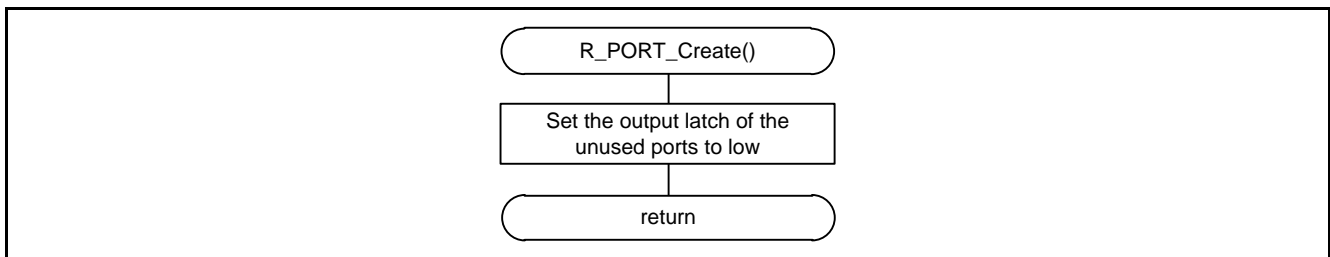 R_PORT_Create()
Set the output latch of the
unused ports to low
return